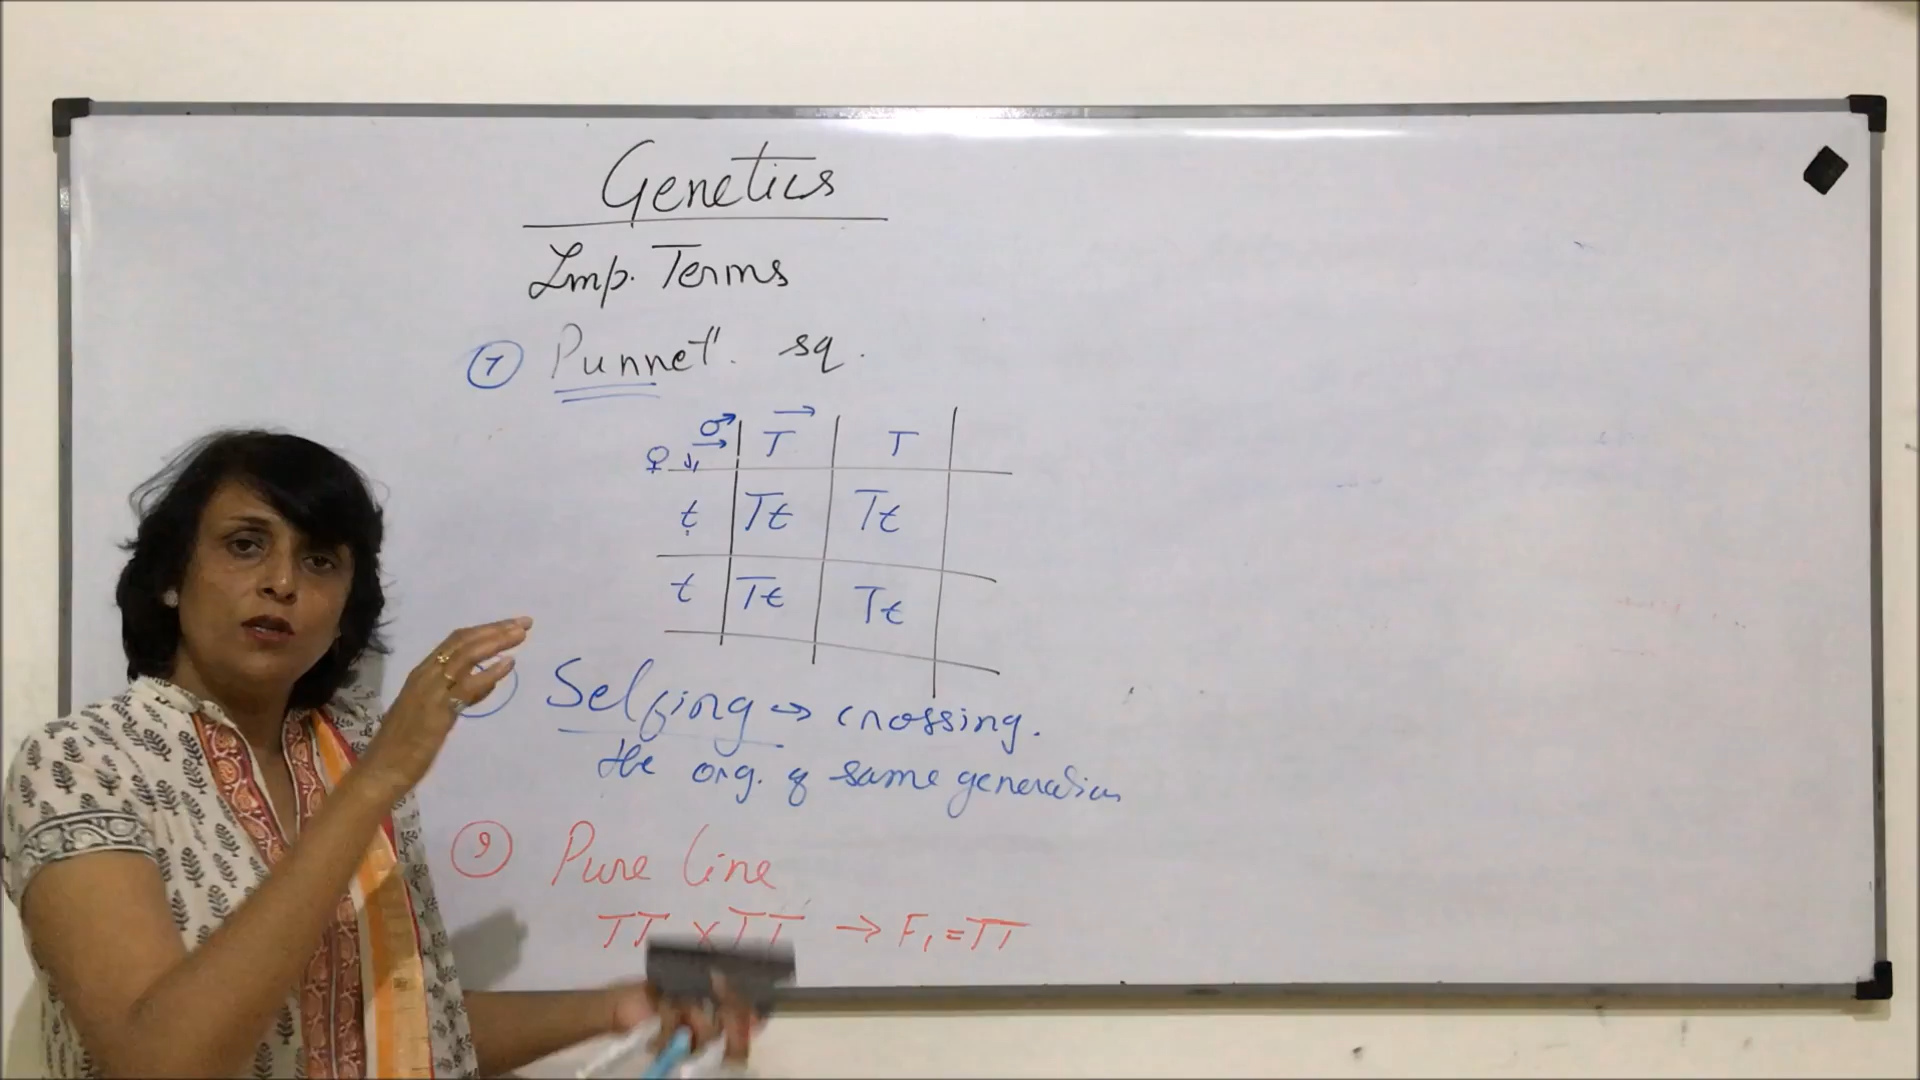 Genetics
Imp. Terms
7 Punnet. sq.
♂ T T
♀
t Tt Tt
t Tt Tt
Selfing → crossing.
the org. of same generation
9 Pure line
TT x TT → F1 = TT